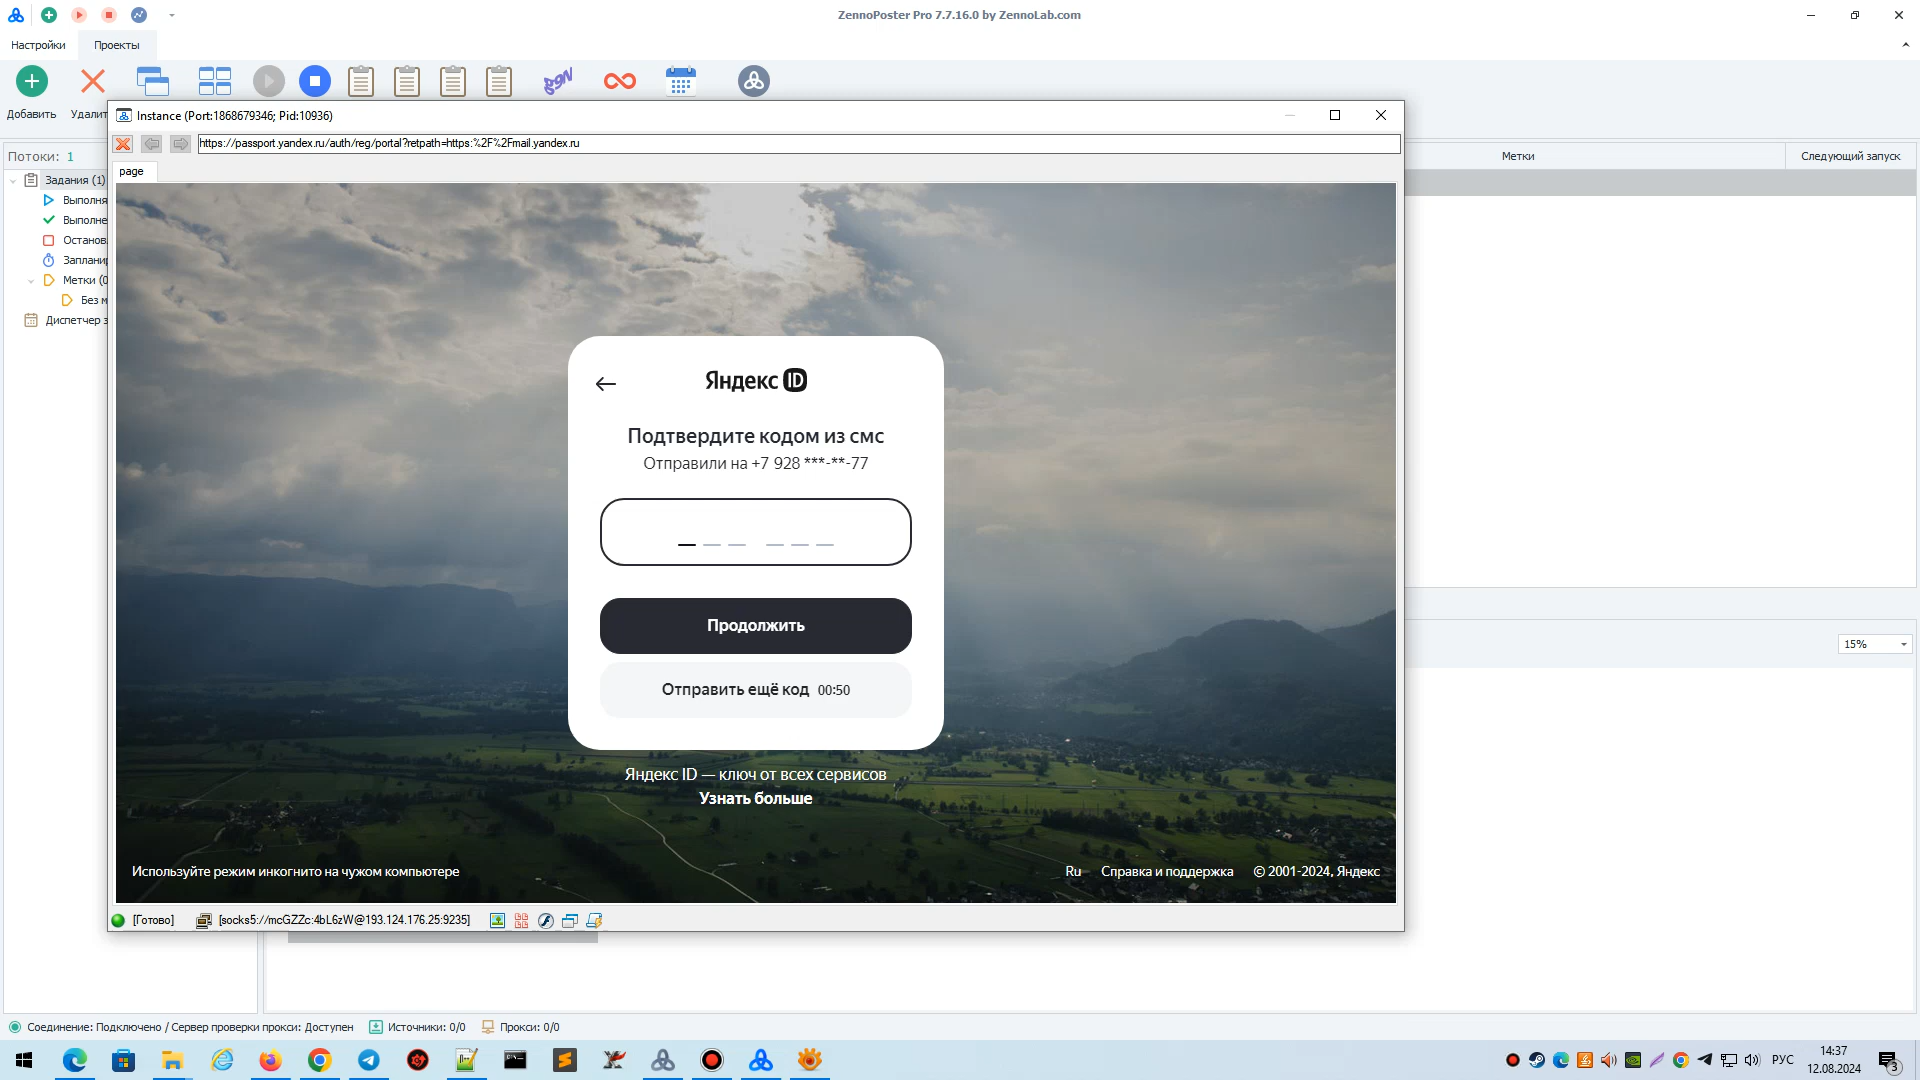 ZennoPoster Pro 7.7.16.0 by ZennoLab.com
Настройки
Проекты
Добавить
Удалит
Instance (Port:1868679346; Pid:10936)
https://passport.yandex.ru/auth/reg/portal?retpath=https:%2F%2Fmail.yandex.ru
page
Потоки: 1
Метки
Следующий запуск
Задания (1)
Выполня
Выполне
Останов
Заплани
Метки (0
Без м
Диспетчер з
15%
Яндекс ID
Подтвердите кодом из смс
Отправили на +7 928 ***-**-77
Продолжить
Отправить ещё код 00:50
Яндекс ID — ключ от всех сервисов
Узнать больше
Используйте режим инкогнито на чужом компьютере
Ru
Справка и поддержка
© 2001-2024, Яндекс
[Готово]
[socks5://mcGZZc:4bL6zW@193.124.176.25:9235]
Соединение: Подключено / Сервер проверки прокси: Доступен
Источники: 0/0
Прокси: 0/0
РУС
14:37
12.08.2024
3